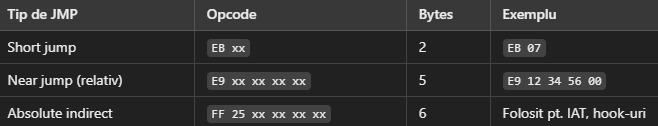 Tip de JMP Opcode Bytes Exemplu
Short jump EB xx 2 EB 07
Near jump (relativ) E9 xx xx xx xx 5 E9 12 34 56 00
Absolute indirect FF 25 xx xx xx xx 6 Folosit pt. IAT, hook-uri